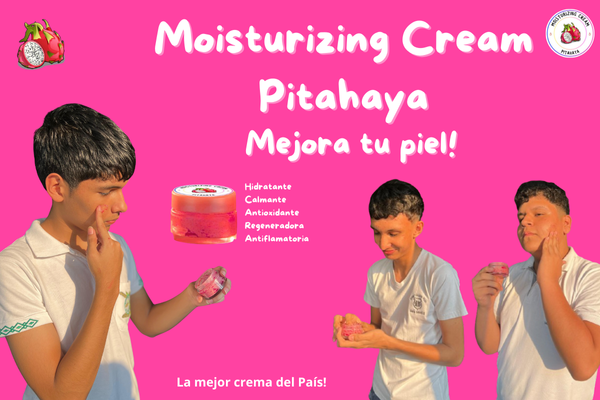 Moisturizing Cream
MOISTURIZING CREAM
PITAHAYA
Pitahaya
Mejora tu piel!
Hidratante
Calmante
Antioxidante
Regeneradora
Antiflamatoria
La mejor crema del País!